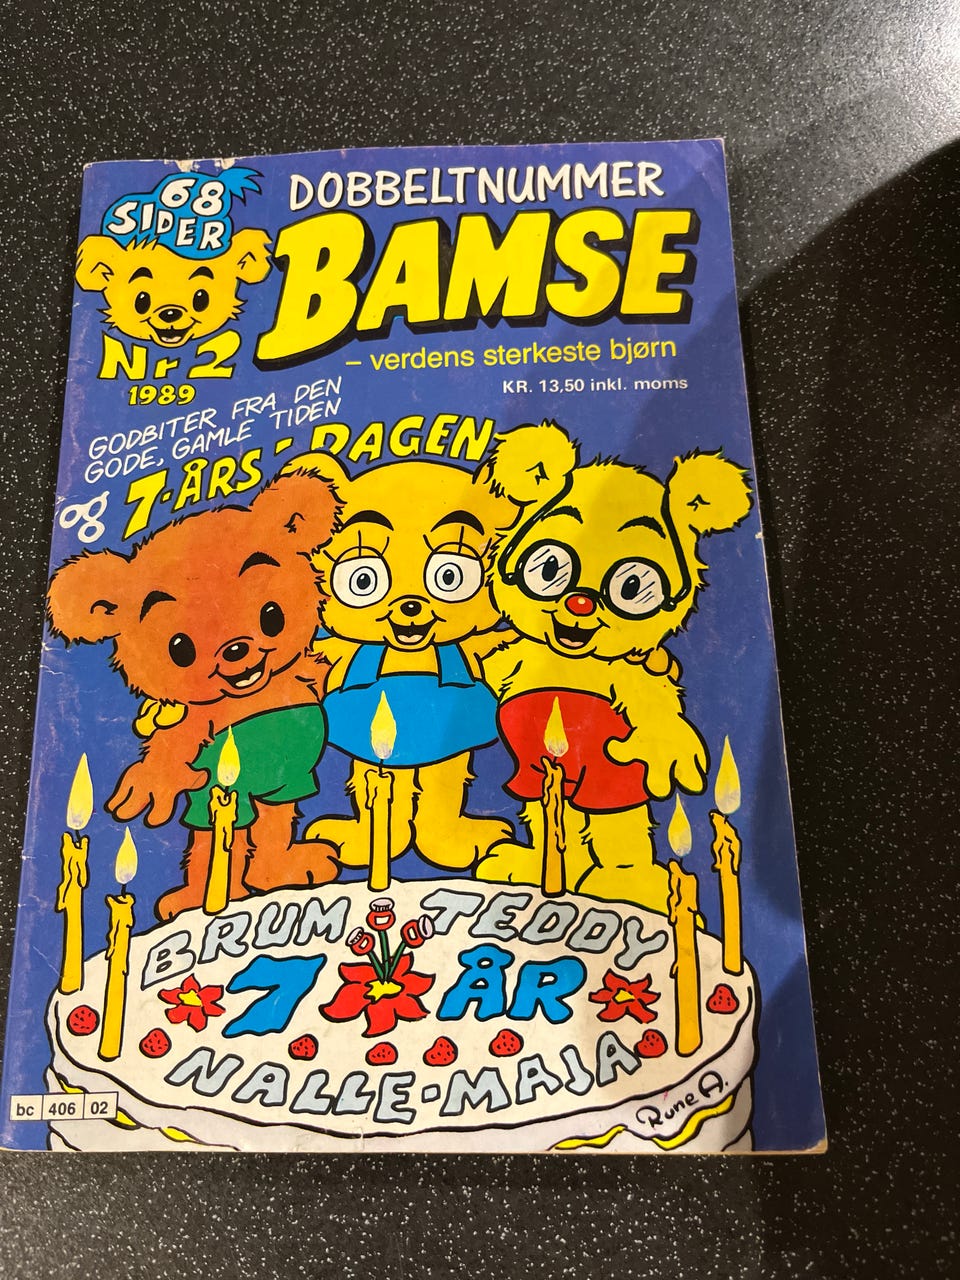 68
SIDER
DOBBELTNUMMER
BAMSE
– verdens sterkeste bjørn
Nr 2
1989
KR. 13,50 inkl. moms
GODBITER FRA DEN
GODE, GAMLE TIDEN
og 7-ÅRS-DAGEN
BRUM TEDDY
7 ÅR
NALLE-MAJA
Rune A.
bc 406 02